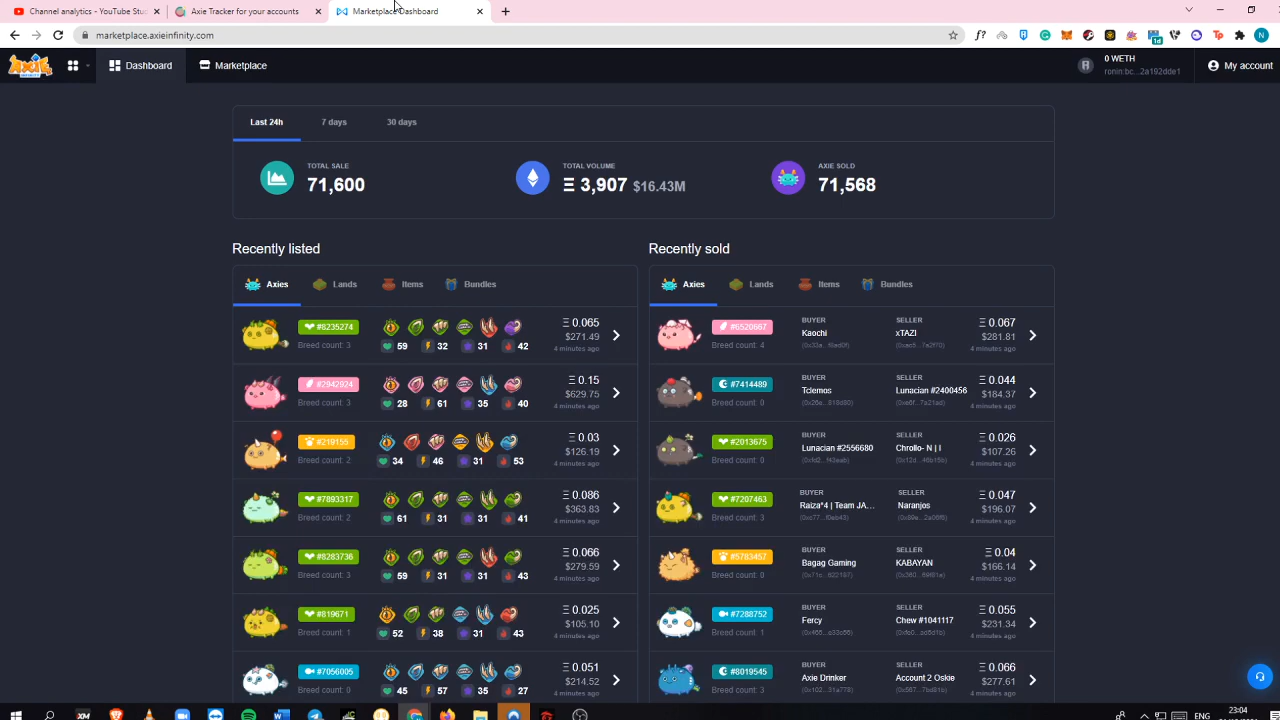 Channel analytics - YouTube Stu
Axie Tracker for your accounts
Marketplace Dashboard
marketplace.axieinfinity.com
Dashboard
Marketplace
0 WETH
ronin:bc...2a192dde1
My account
Last 24h
7 days
30 days
TOTAL SALE
71,600
TOTAL VOLUME
Ξ 3,907 $16.43M
AXIE SOLD
71,568
Recently listed
Axies
Lands
Items
Bundles
#8235274
Breed count: 3
59
32
31
42
Ξ 0.065
$271.49
4 minutes ago
#2942924
Breed count: 3
28
61
35
40
Ξ 0.15
$629.75
4 minutes ago
#219155
Breed count: 2
34
46
31
53
Ξ 0.03
$126.19
4 minutes ago
#7893317
Breed count: 2
61
31
31
41
Ξ 0.086
$363.83
4 minutes ago
#8283736
Breed count: 3
59
31
31
43
Ξ 0.066
$279.59
4 minutes ago
#819671
Breed count: 1
52
38
31
43
Ξ 0.025
$105.10
4 minutes ago
#7056005
Breed count: 0
45
57
35
27
Ξ 0.051
$214.52
4 minutes ago
Recently sold
Axies
Lands
Items
Bundles
#6520667
Breed count: 4
BUYER
Kaochi
SELLER
xTAZI
Ξ 0.067
$281.81
4 minutes ago
#7414489
Breed count: 0
BUYER
Tclemos
SELLER
Lunacian #2400456
Ξ 0.044
$184.37
4 minutes ago
#2013675
Breed count: 0
BUYER
Lunacian #2556680
SELLER
Chrollo- N | I
Ξ 0.026
$107.26
4 minutes ago
#7207463
Breed count: 3
BUYER
Raiza*4 | Team JA...
SELLER
Naranjos
Ξ 0.047
$196.07
4 minutes ago
#5783457
Breed count: 0
BUYER
Bagag Gaming
SELLER
KABAYAN
Ξ 0.04
$166.14
4 minutes ago
#7288752
Breed count: 1
BUYER
Fercy
SELLER
Chew #1041117
Ξ 0.055
$231.34
4 minutes ago
#8019545
Breed count: 3
BUYER
Axie Drinker
SELLER
Account 2 Oskie
Ξ 0.066
$277.61
4 minutes ago
ENG
23:04